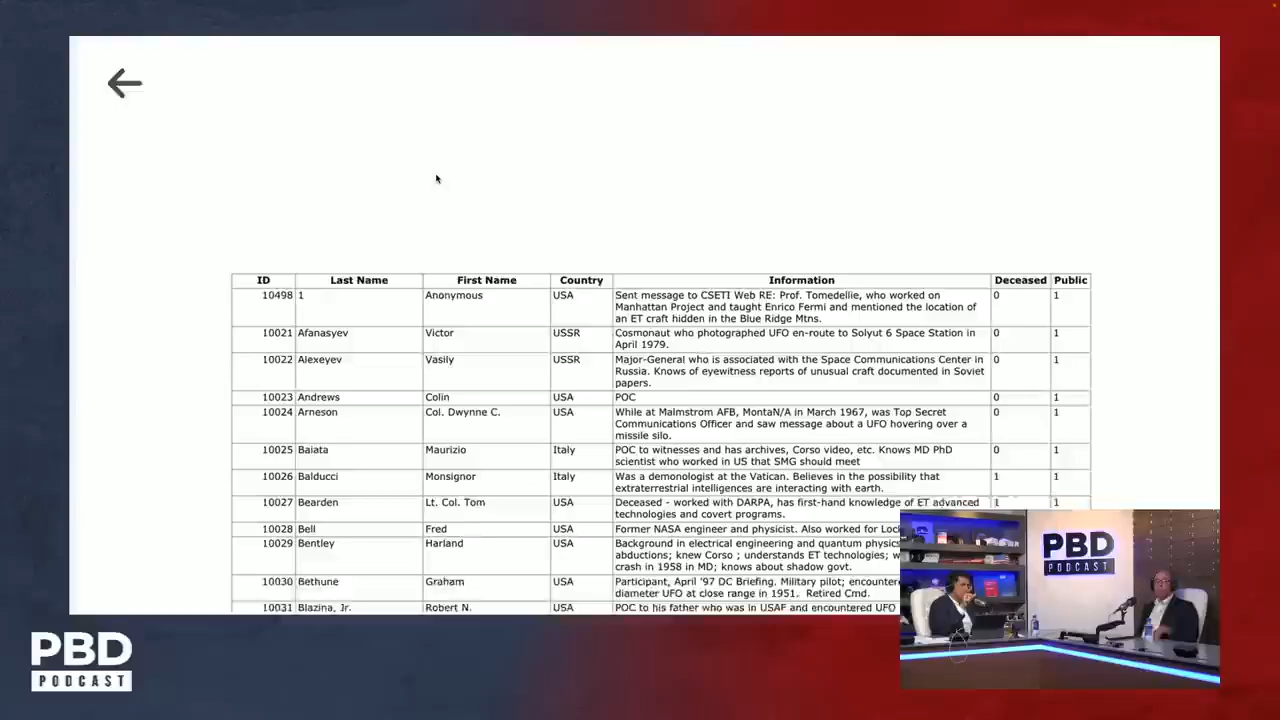 ID Last Name First Name Country Information Deceased Public
10498 1 Anonymous USA Sent message to CSETI Web RE: Prof. Tomedellie, who worked on 0 1
Manhattan Project and taught Enrico Fermi and mentioned the location of
an ET craft hidden in the Blue Ridge Mtns.
10021 Afanasyev Victor USSR Cosmonaut who photographed UFO en-route to Solyut 6 Space Station in 0 1
April 1979.
10022 Alexeyev Vasily USSR Major-General who is associated with the Space Communications Center in 0 1
Russia. Knows of eyewitness reports of unusual craft documented in Soviet
papers.
10023 Andrews Colin USA POC 0 1
10024 Arneson Col. Dwynne C. USA While at Malmstrom AFB, MontaN/A in March 1967, was Top Secret 0 1
Communications Officer and saw message about a UFO hovering over a
missile silo.
10025 Baiata Maurizio Italy POC to witnesses and has archives, Corso video, etc. Knows MD PhD 0 1
scientist who worked in US that SMG should meet
10026 Balducci Monsignor Italy Was a demonologist at the Vatican. Believes in the possibility that 1 1
extraterrestrial intelligences are interacting with earth.
10027 Bearden Lt. Col. Tom USA Deceased - worked with DARPA, has first-hand knowledge of ET advanced 1 1
technologies and covert programs.
10028 Bell Fred USA Former NASA engineer and physicist. Also worked for
10029 Bentley Harland USA Background in electrical engineering and quantum
abductions; knew Corso ; understands ET technologies;
crash in 1958 in MD; knows about shadow govt.
10030 Bethune Graham USA Participant, April '97 DC Briefing. Military pilot;
diameter UFO at close range in 1951. Retired Cmd.
10031 Blazina, Jr. Robert N. USA POC to his father who was in USAF and encountered UFO
PBD
PODCAST
PBD
PODCAST